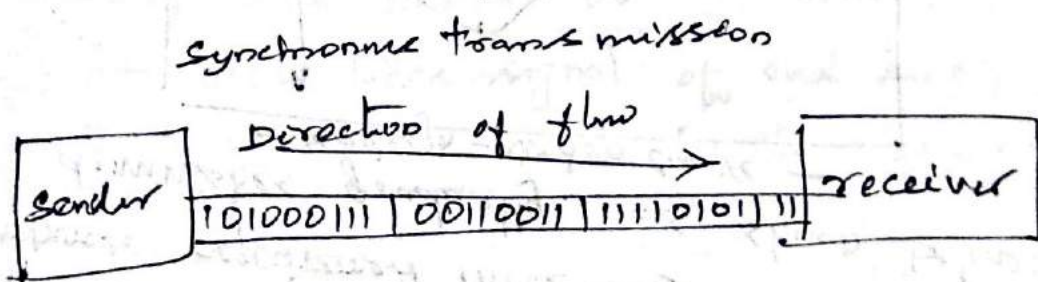 Synchronus transmission
Direction of flow
Sender 101000111 | 00110011 | 11110101 | 11 receiver